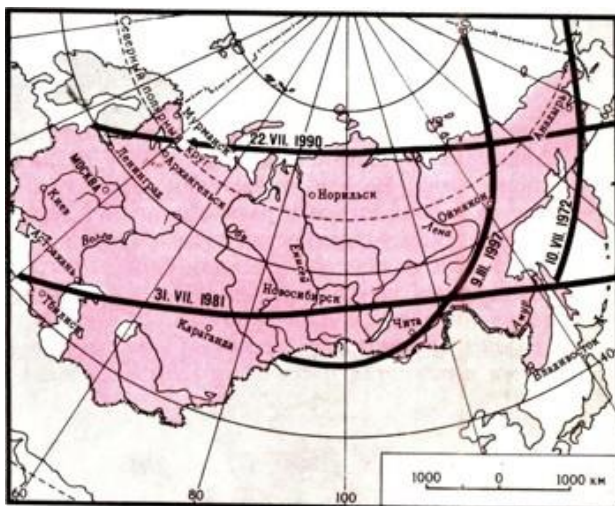 Северный полярный круг
Мурманск
22. VII. 1990
Анадырь
Ленинград
Архангельск
МОСКВА
Норильск
Оймякон
Киев
Лена
Обь
Енисей
Волга
9. III. 1997
10. VII. 1972
Астрахань
31. VII. 1981
Новосибирск
Тбилиси
Чита
Амур
Караганда
Владивосток
1000 0 1000 км
60 80 100